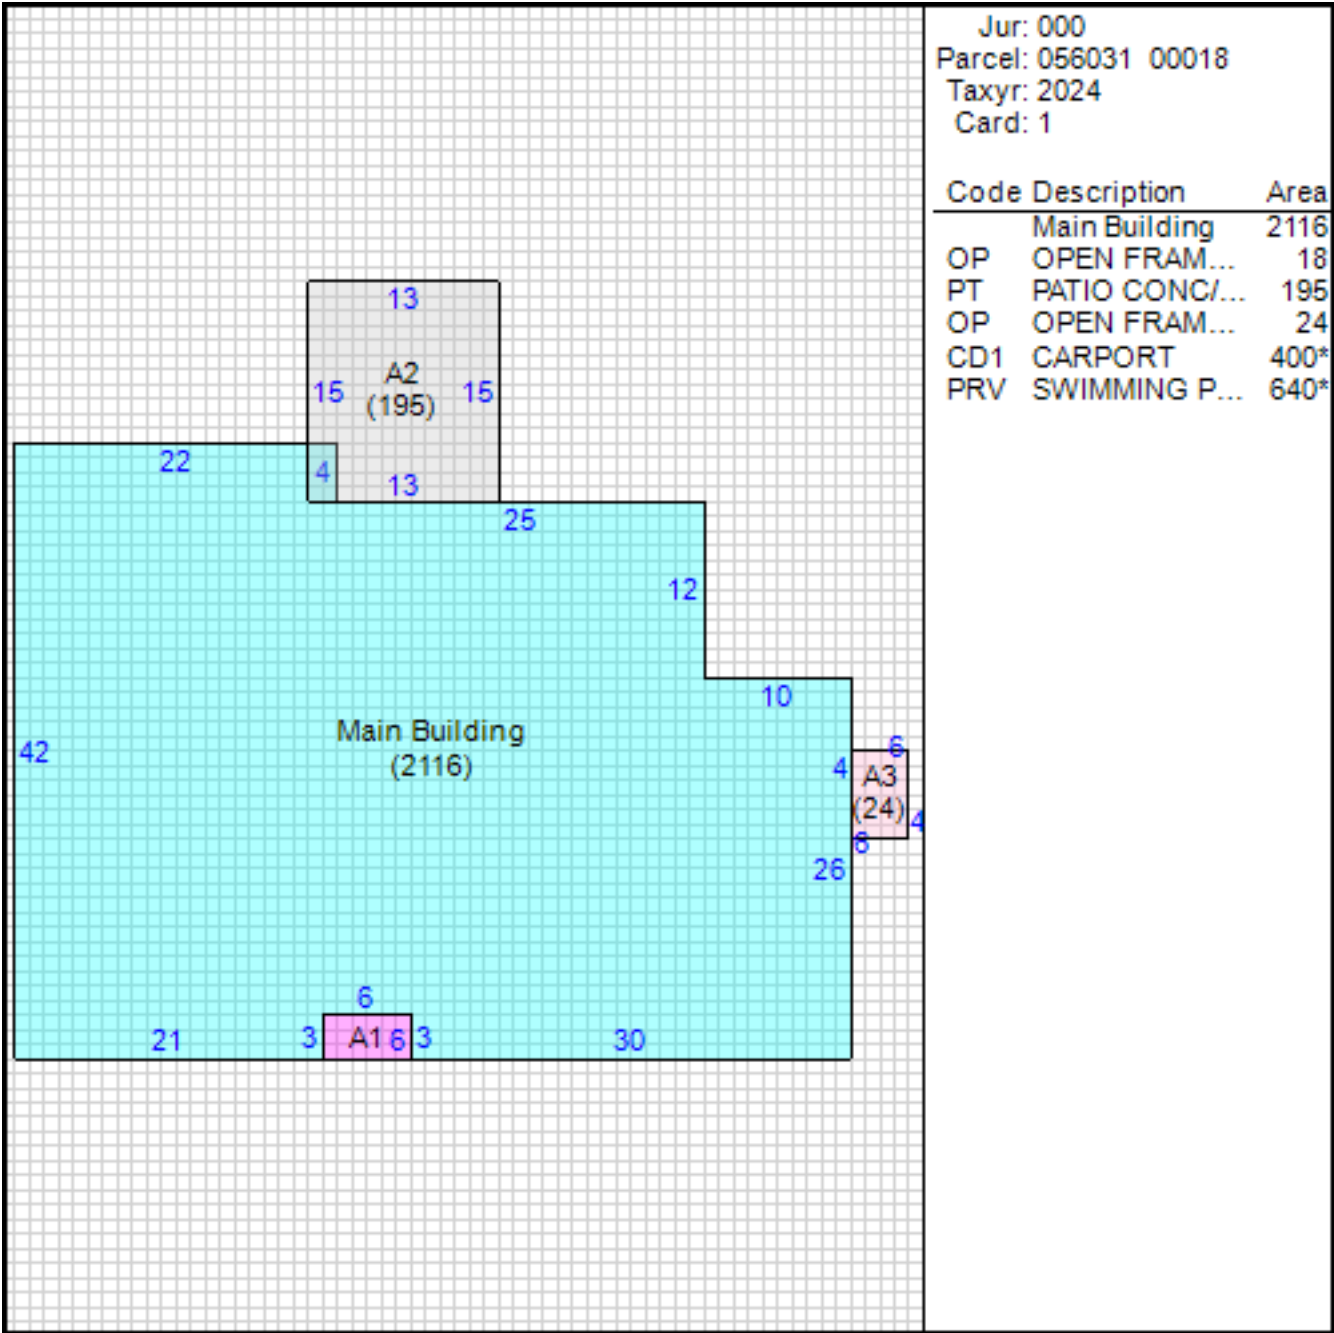 Jur: 000
Parcel: 056031 00018
Taxyr: 2024
Card: 1
Code Description Area
Main Building 2116
OP OPEN FRAM... 18
PT PATIO CONC/... 195
OP OPEN FRAM... 24
CD1 CARPORT 400*
PRV SWIMMING P... 640*
13
A2
15 15
(195)
22
4
13
25
12
10
Main Building
(2116)
42
6
4
A3
(24)
4
6
26
6
21
3
A1
6
3
30